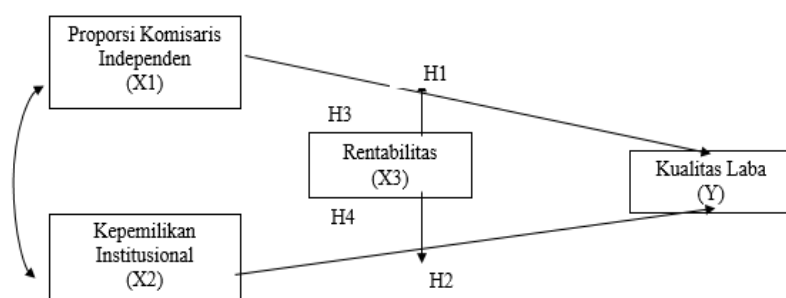 Proporsi Komisaris
Independen
(X1)
H1
H3
Rentabilitas
(X3)
Kualitas Laba
(Y)
H4
Kepemilikan
Institusional
(X2)
H2